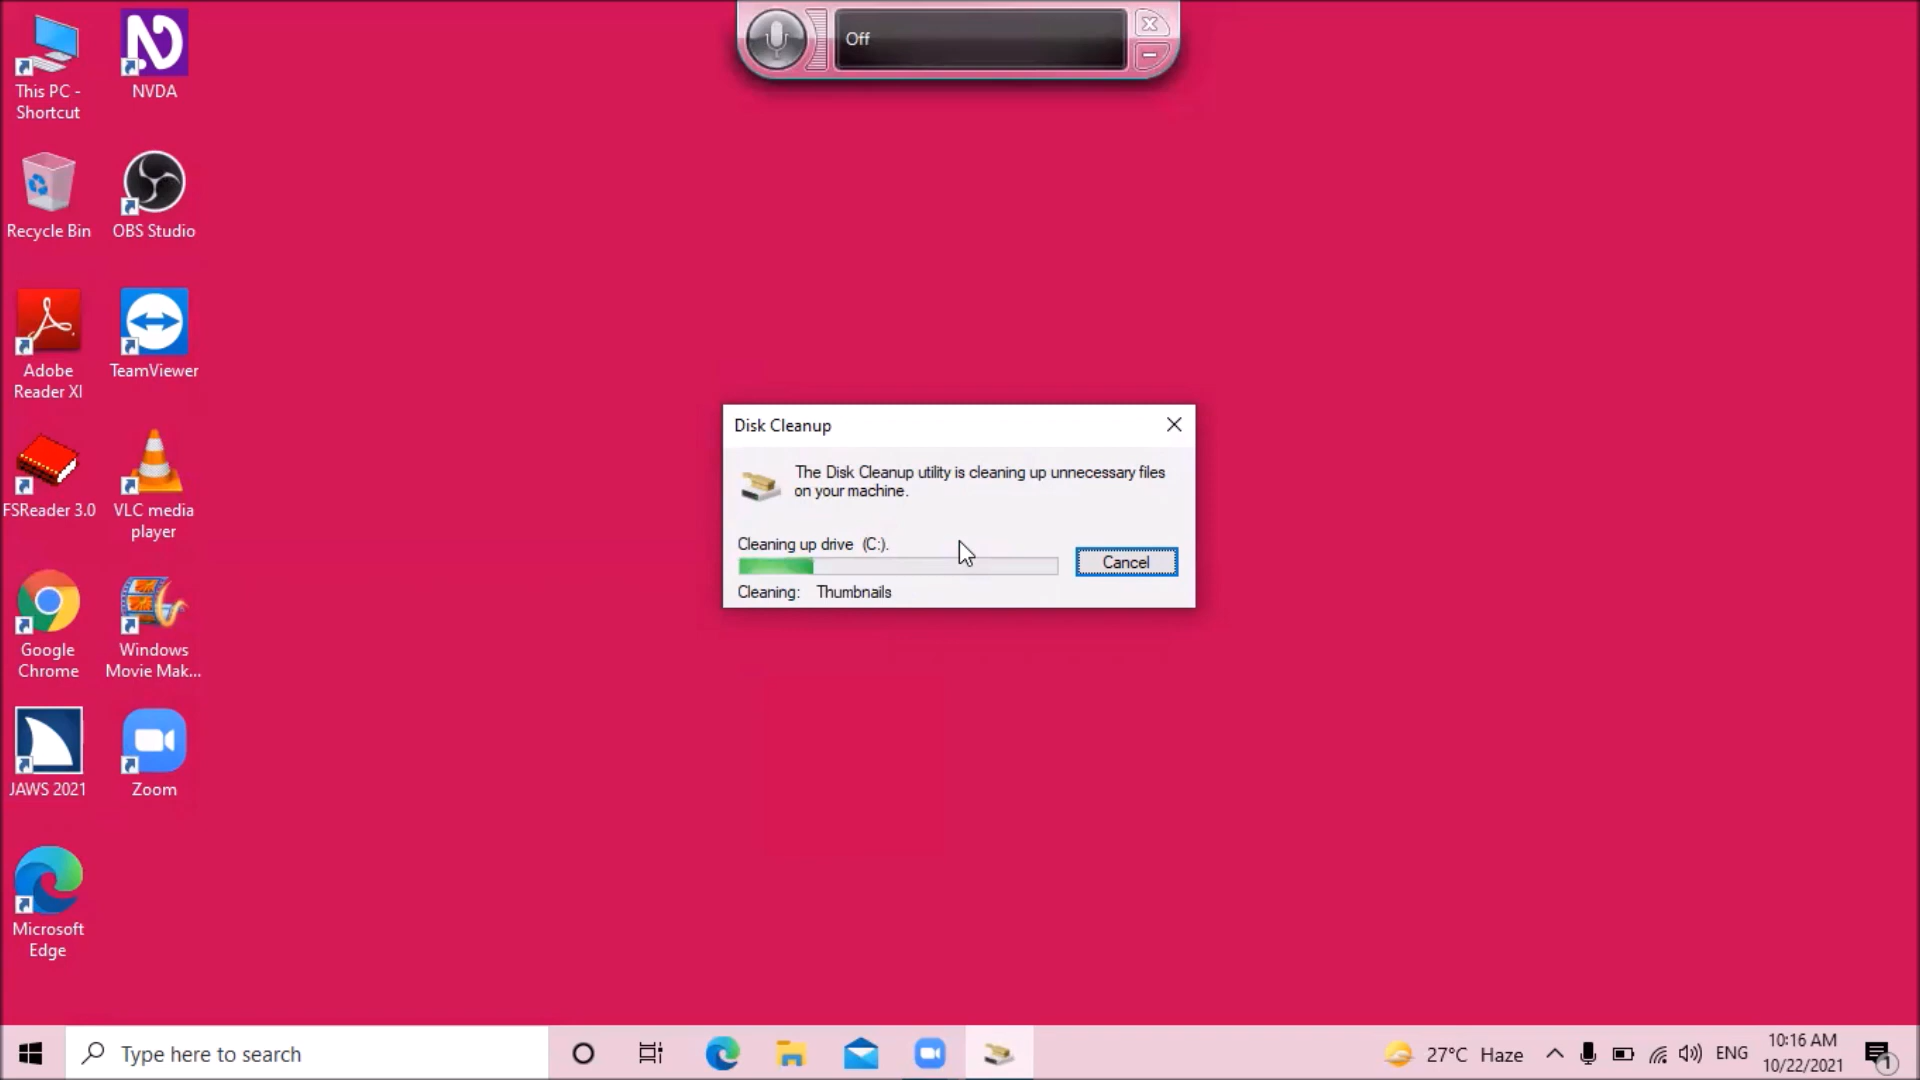 Off
This PC -
Shortcut
NVDA
Recycle Bin
OBS Studio
Adobe
Reader XI
TeamViewer
FSReader 3.0
VLC media
player
Google
Chrome
Windows
Movie Mak...
JAWS 2021
Zoom
Microsoft
Edge
Disk Cleanup
The Disk Cleanup utility is cleaning up unnecessary files
on your machine.
Cleaning up drive (C:).
Cancel
Cleaning: Thumbnails
Type here to search
27°C Haze
ENG
10:16 AM
10/22/2021
1